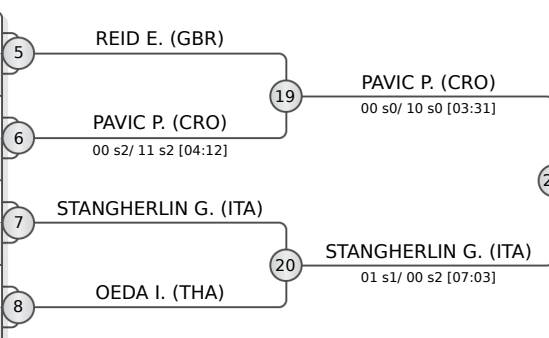 REID E. (GBR)
5
PAVIC P. (CRO)
00 s0/ 10 s0 [03:31]
19
PAVIC P. (CRO)
00 s2/ 11 s2 [04:12]
6
STANGHERLIN G. (ITA)
7
STANGHERLIN G. (ITA)
01 s1/ 00 s2 [07:03]
20
OEDA I. (THA)
8